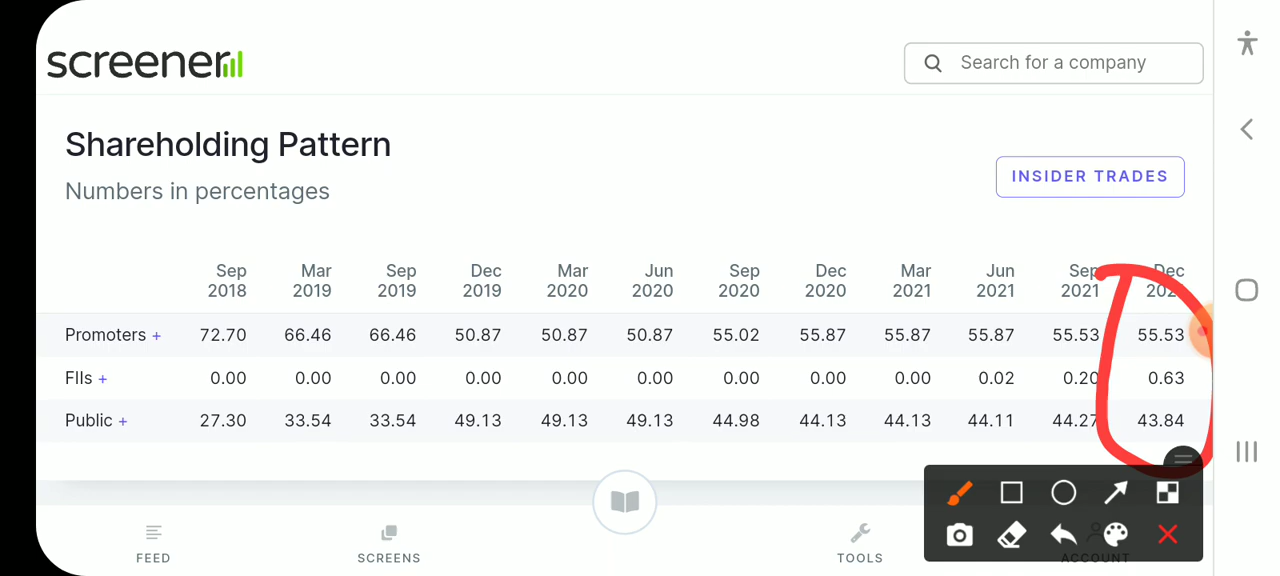 screener
Search for a company
Shareholding Pattern
Numbers in percentages
INSIDER TRADES
Sep 2018 Mar 2019 Sep 2019 Dec 2019 Mar 2020 Jun 2020 Sep 2020 Dec 2020 Mar 2021 Jun 2021 Sep 2021 Dec
Promoters + 72.70 66.46 66.46 50.87 50.87 50.87 55.02 55.87 55.87 55.87 55.53 55.53
FIIs + 0.00 0.00 0.00 0.00 0.00 0.00 0.00 0.00 0.00 0.02 0.20 0.63
Public + 27.30 33.54 33.54 49.13 49.13 49.13 44.98 44.13 44.13 44.11 44.27 43.84
FEED SCREENS TOOLS ACCOUNT